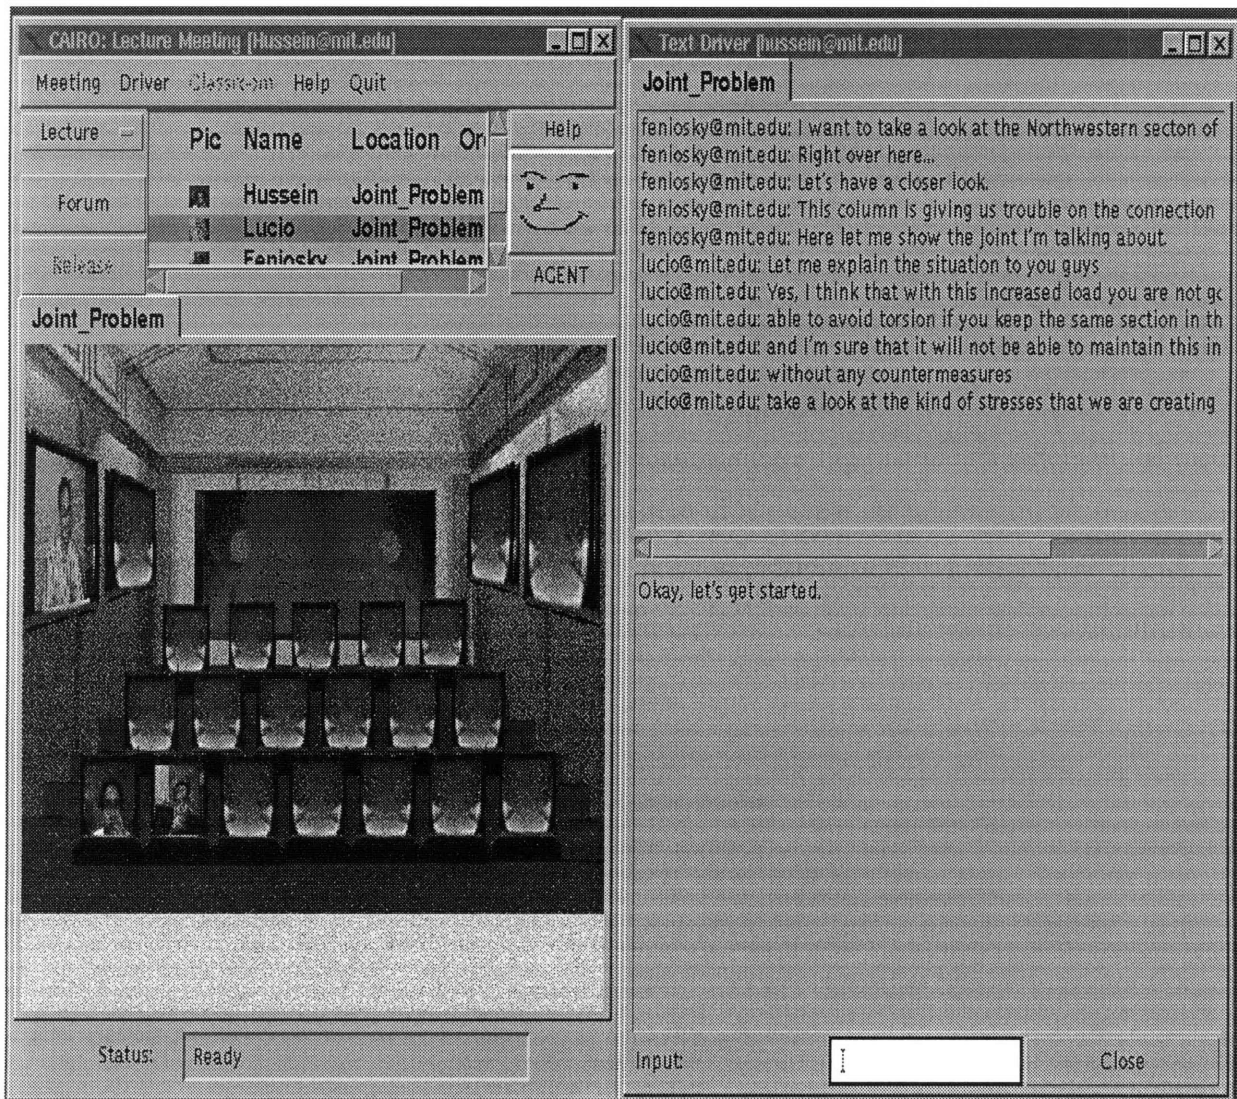 CAIRO: Lecture Meeting [Hussein@mit.edu]
Meeting Driver Classroom Help Quit
Lecture
Forum
Release
Pic Name Location Or
Hussein Joint_Problem
Lucio Joint_Problem
Feniosky Joint_Problem
Help
AGENT
Joint_Problem
Status: Ready
Text Driver [hussein@mit.edu]
Joint_Problem
feniosky@mit.edu: I want to take a look at the Northwestern secton of
feniosky@mit.edu: Right over here...
feniosky@mit.edu: Let's have a closer look.
feniosky@mit.edu: This column is giving us trouble on the connection
feniosky@mit.edu: Here let me show the joint I'm talking about.
lucio@mit.edu: Let me explain the situation to you guys
lucio@mit.edu: Yes, I think that with this increased load you are not go
lucio@mit.edu: able to avoid torsion if you keep the same section in th
lucio@mit.edu: and I'm sure that it will not be able to maintain this in
lucio@mit.edu: without any countermeasures
lucio@mit.edu: take a look at the kind of stresses that we are creating
Okay, let's get started.
Input: Close